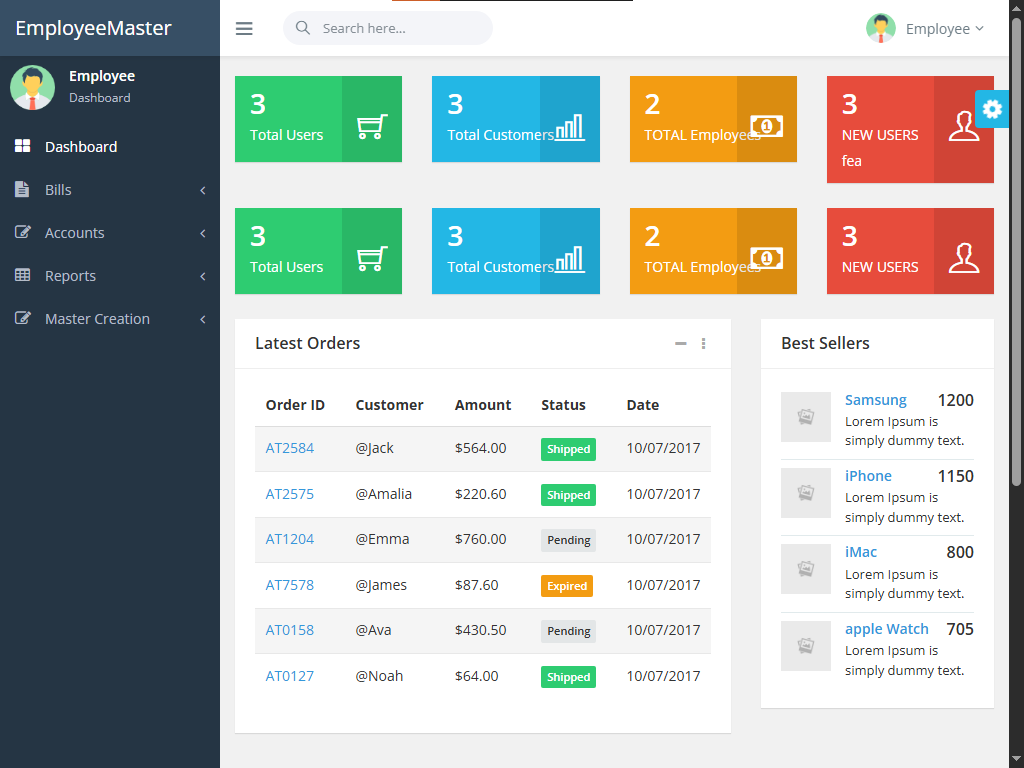 EmployeeMaster
Search here...
Employee
Employee
Dashboard
Dashboard
Bills
Accounts
Reports
Master Creation
3
Total Users
3
Total Customers
2
TOTAL Employees
3
NEW USERS
fea
3
Total Users
3
Total Customers
2
TOTAL Employees
3
NEW USERS
Latest Orders
Order ID Customer Amount Status Date
AT2584 @Jack $564.00 Shipped 10/07/2017
AT2575 @Amalia $220.60 Shipped 10/07/2017
AT1204 @Emma $760.00 Pending 10/07/2017
AT7578 @James $87.60 Expired 10/07/2017
AT0158 @Ava $430.50 Pending 10/07/2017
AT0127 @Noah $64.00 Shipped 10/07/2017
Best Sellers
Samsung 1200
Lorem Ipsum is
simply dummy text.
iPhone 1150
Lorem Ipsum is
simply dummy text.
iMac 800
Lorem Ipsum is
simply dummy text.
apple Watch 705
Lorem Ipsum is
simply dummy text.